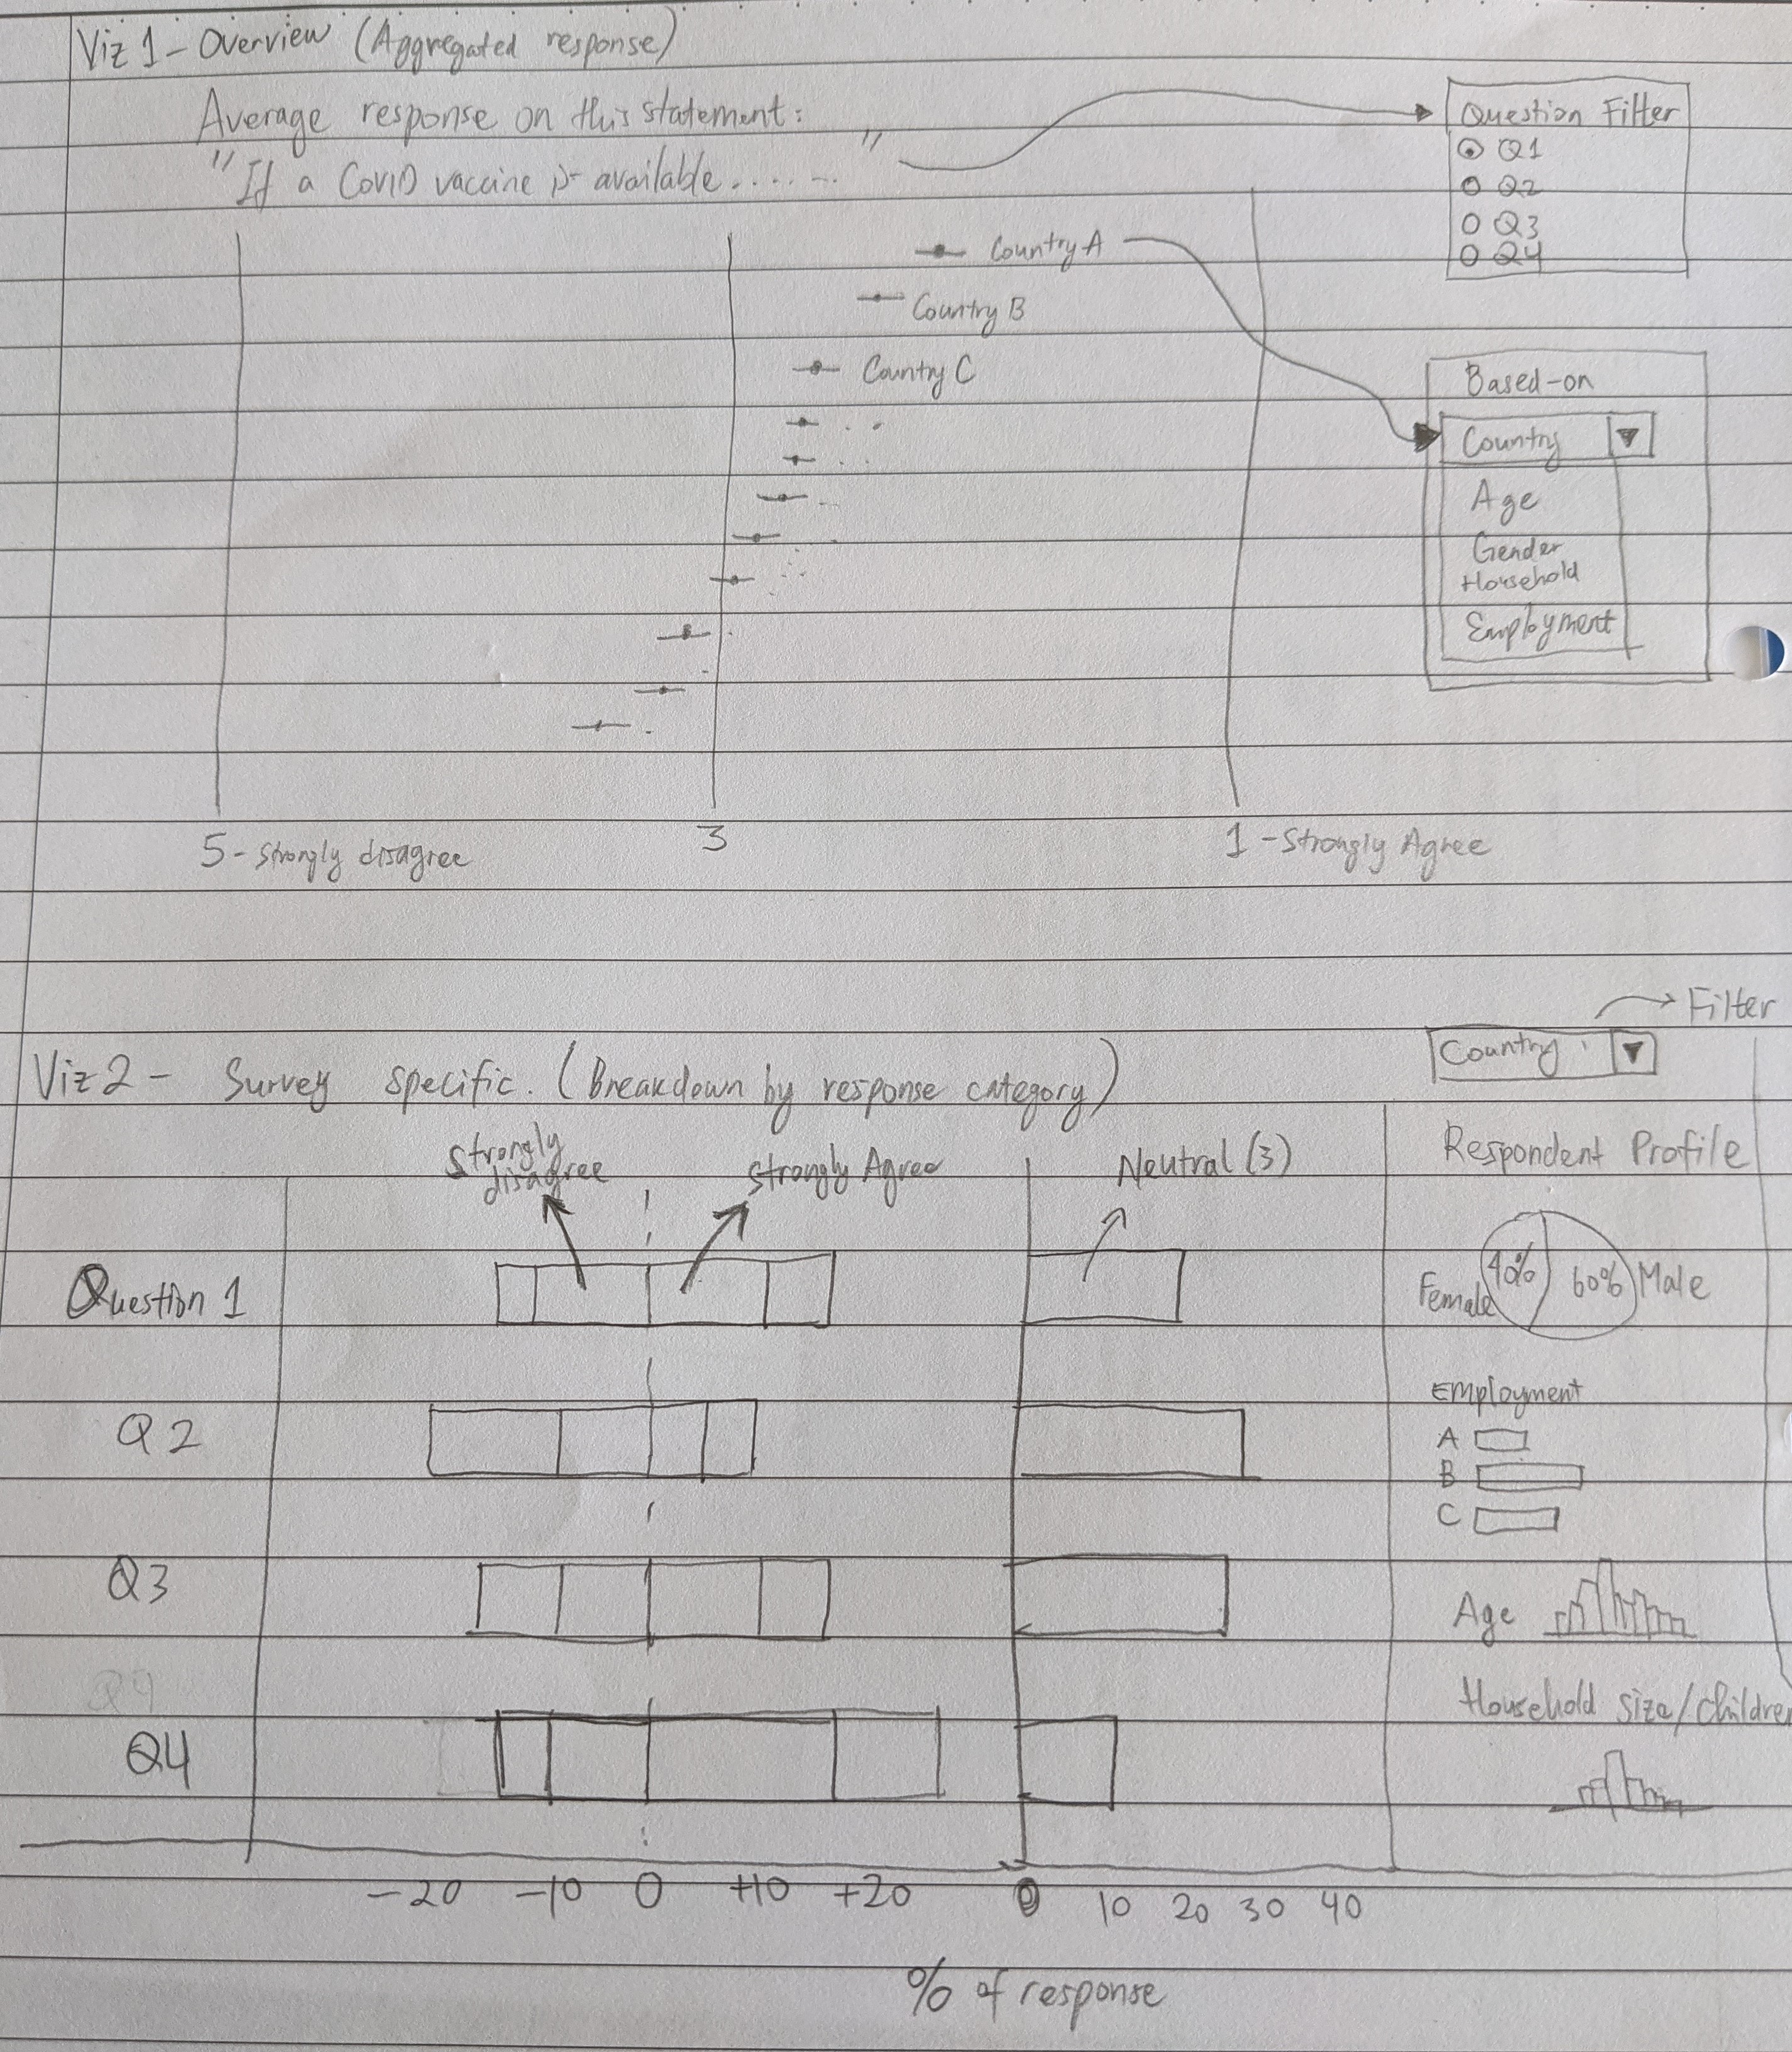 Viz 1 - Overview (Aggregated response)
Average response on this statement:
"If a COVID vaccine is available....... "
Question Filter
Q1
Q2
Q3
Q4
Country A
Country B
Country C
Based-on
Country
Age
Gender
Household
Employment
5 - Strongly disagree
3
1 - Strongly Agree
Filter
Country
Viz 2 - Survey specific. (Breakdown by response category)
Strongly
disagree
Strongly Agree
Neutral (3)
Respondent Profile
Question 1
Female 40% 60% Male
Q2
Employment
A
B
C
Q3
Age
Q4
Household size/children
Q4
-20 -10 0 +10 +20 0 10 20 30 40
% of response